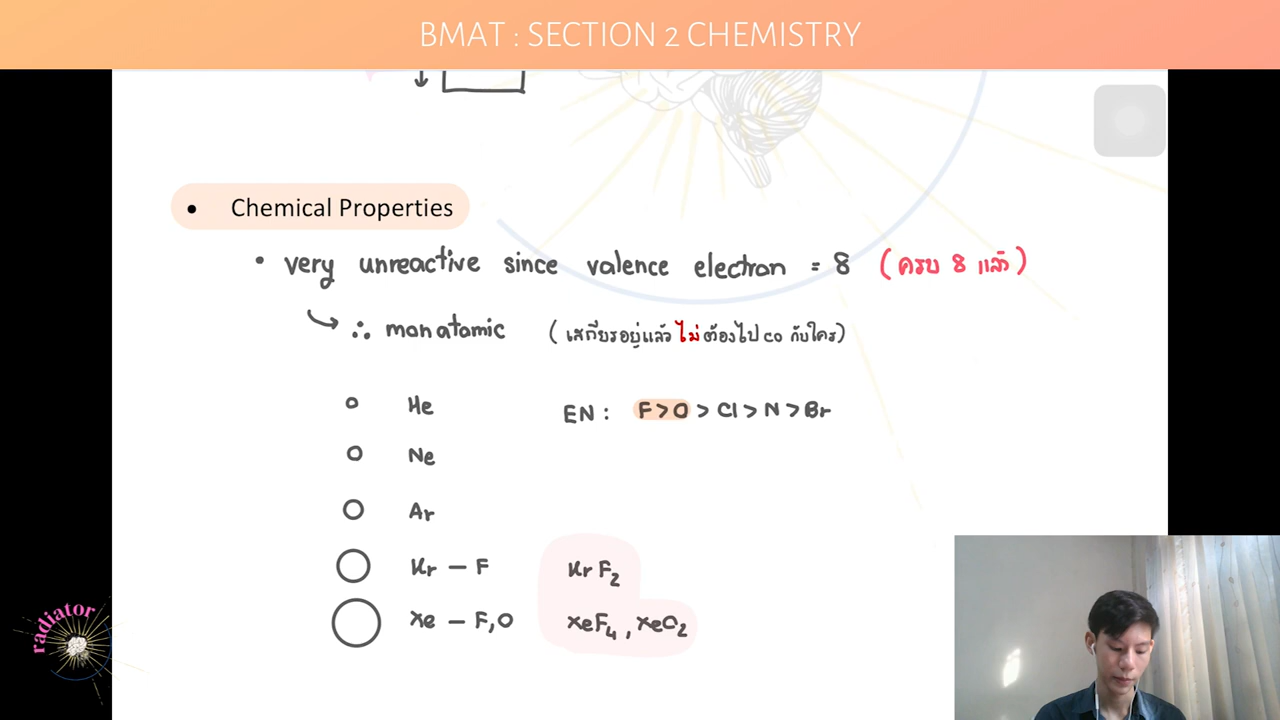 BMAT : SECTION 2 CHEMISTRY
• Chemical Properties
• very unreactive since valence electron = 8 (ครบ 8 แล้ว)
∴ monatomic (เสถียรอยู่แล้ว ไม่ต้องไป co กับใคร)
He EN : F > O > Cl > N > Br
Ne
Ar
Kr – F KrF₂
Xe – F, O XeF₄ , XeO₂
radiator